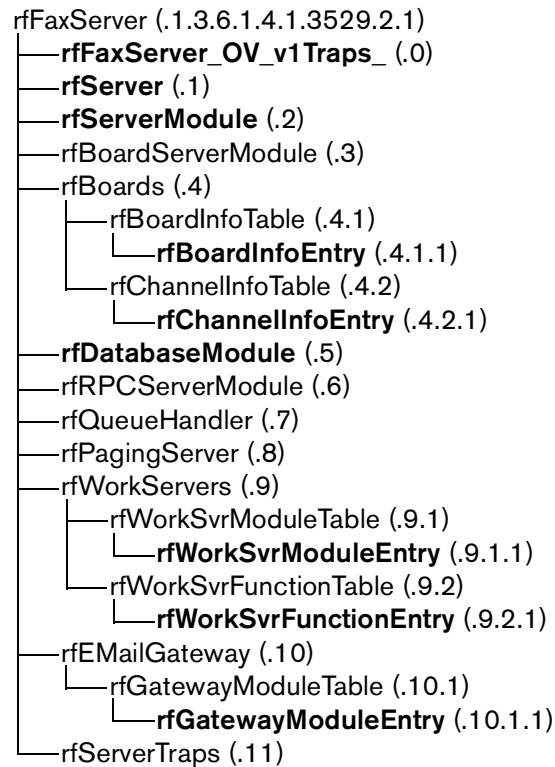 rfFaxServer (.1.3.6.1.4.1.3529.2.1)
rfFaxServer_OV_v1Traps_ (.0)
rfServer (.1)
rfServerModule (.2)
rfBoardServerModule (.3)
rfBoards (.4)
rfBoardInfoTable (.4.1)
rfBoardInfoEntry (.4.1.1)
rfChannelInfoTable (.4.2)
rfChannelInfoEntry (.4.2.1)
rfDatabaseModule (.5)
rfRPCServerModule (.6)
rfQueueHandler (.7)
rfPagingServer (.8)
rfWorkServers (.9)
rfWorkSvrModuleTable (.9.1)
rfWorkSvrModuleEntry (.9.1.1)
rfWorkSvrFunctionTable (.9.2)
rfWorkSvrFunctionEntry (.9.2.1)
rfEMailGateway (.10)
rfGatewayModuleTable (.10.1)
rfGatewayModuleEntry (.10.1.1)
rfServerTraps (.11)